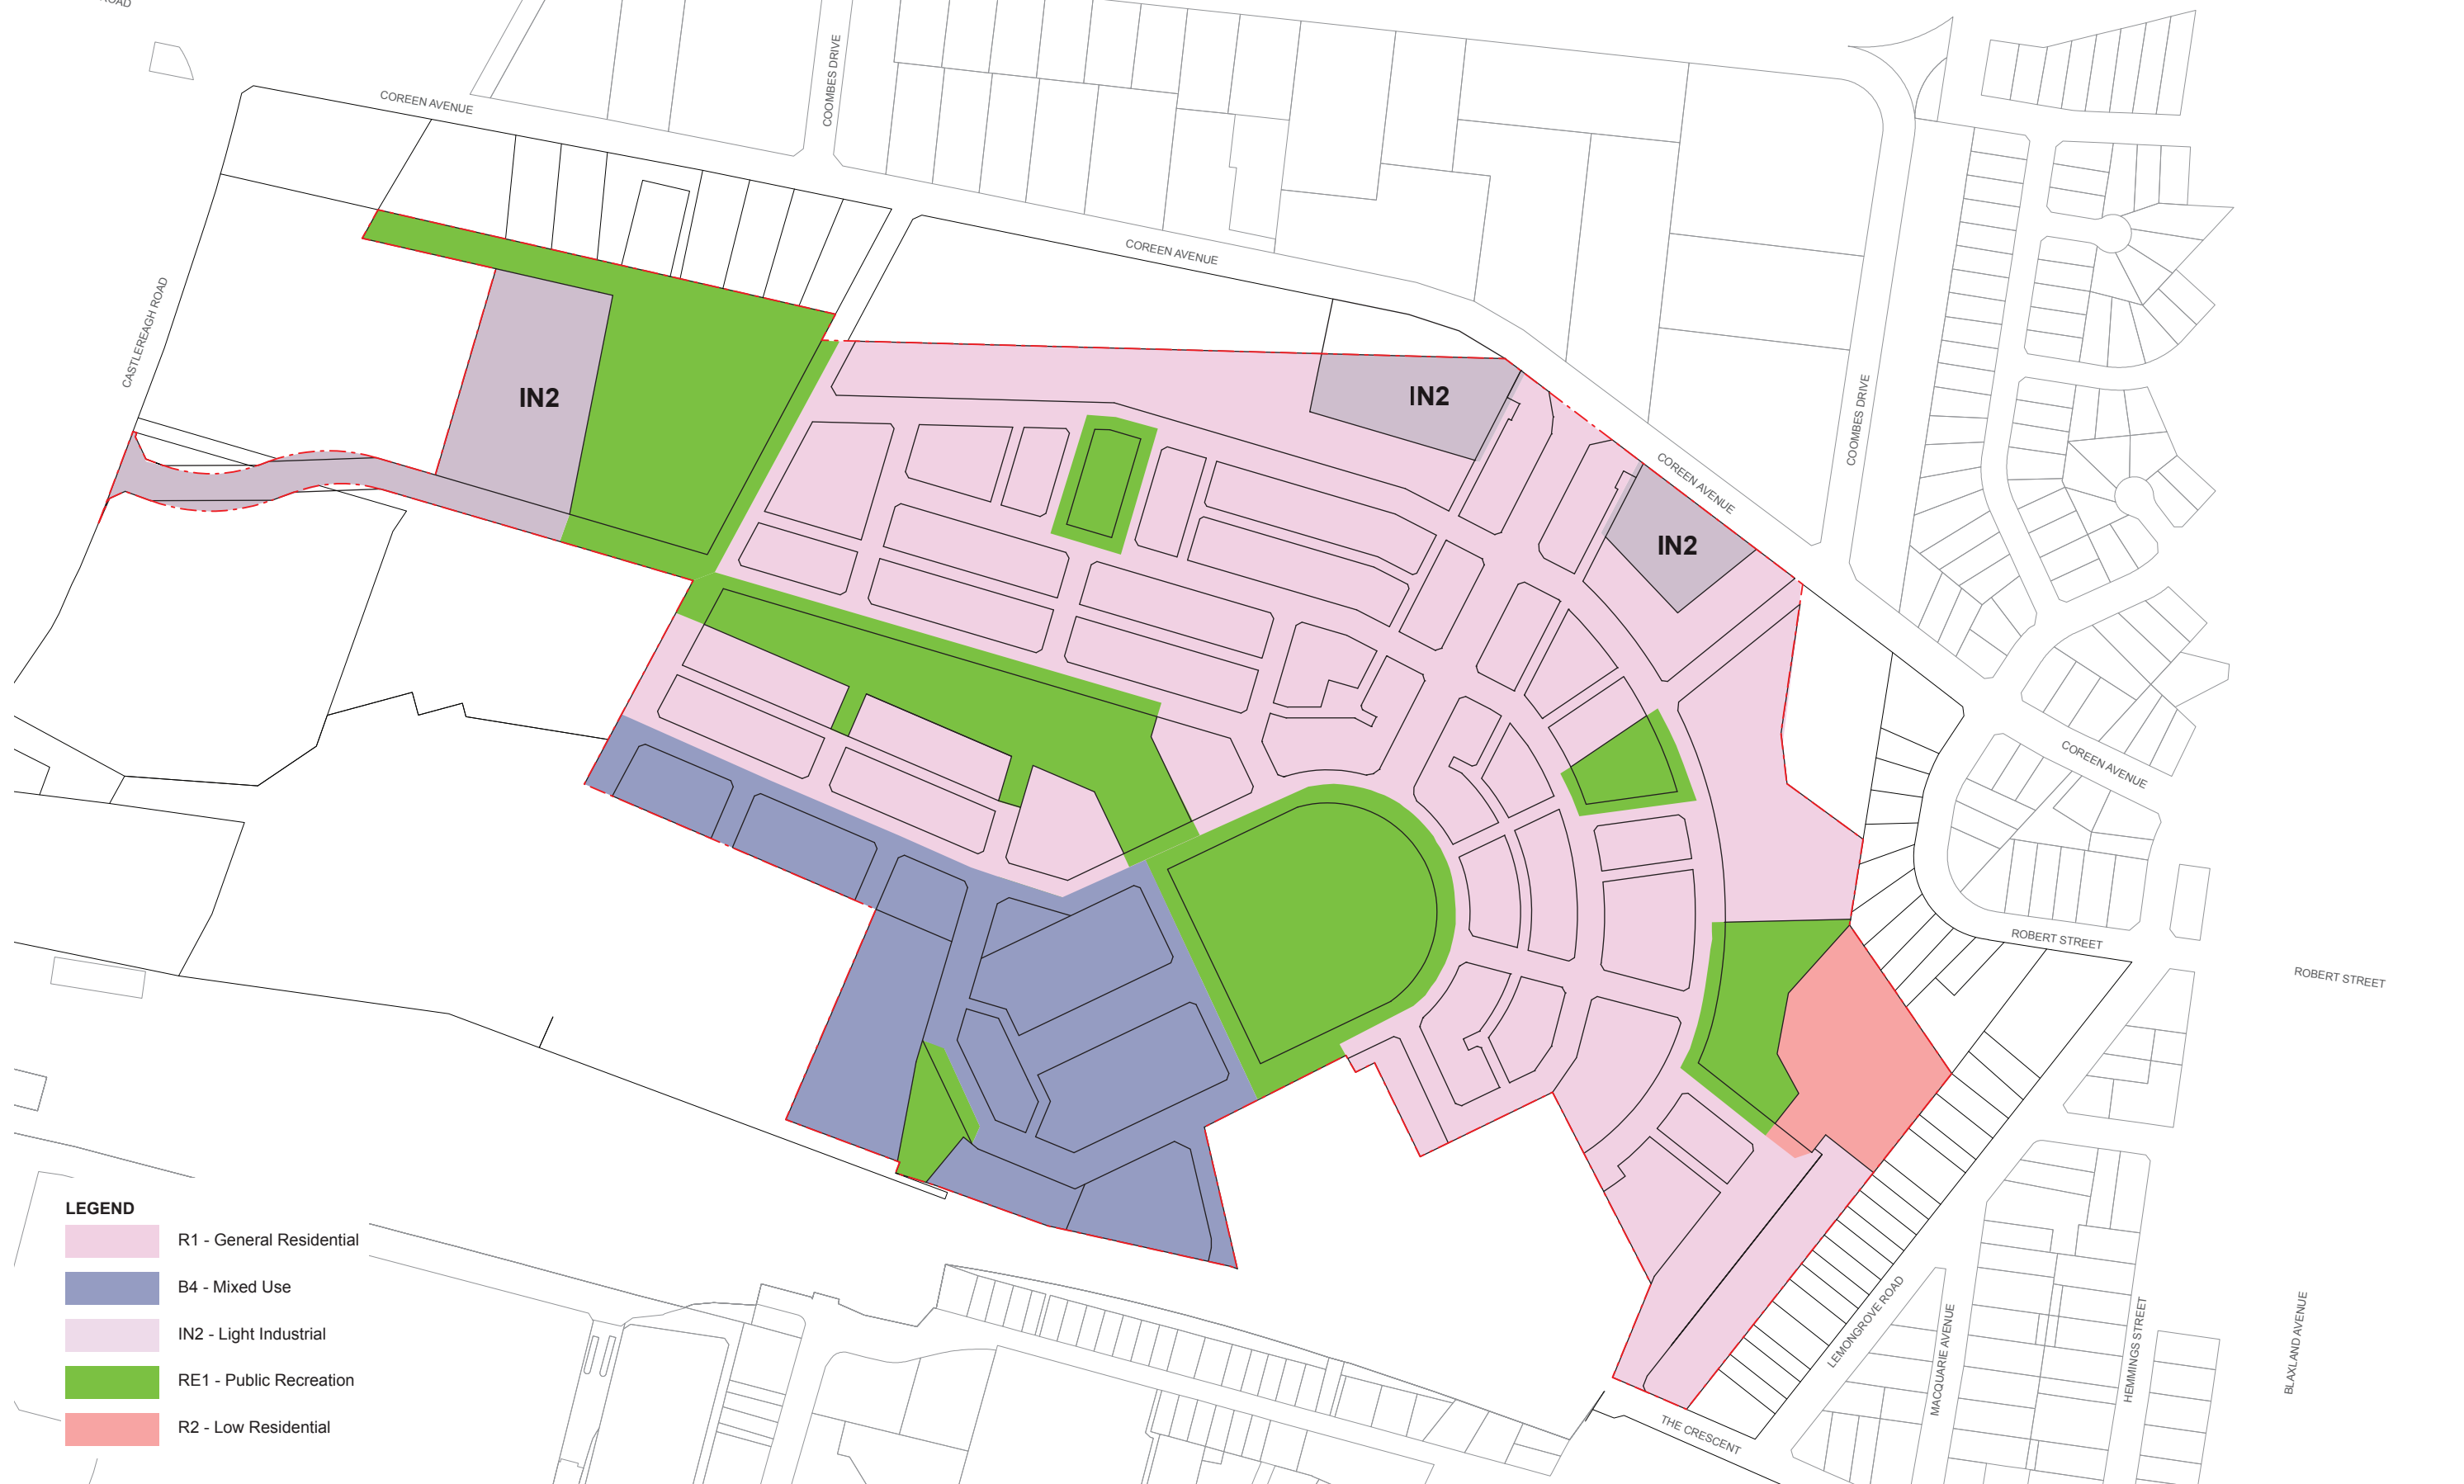 ROAD
COOMBES DRIVE
COREEN AVENUE
COREEN AVENUE
CASTLEREAGH ROAD
IN2
IN2
COOMBES DRIVE
COREEN AVENUE
IN2
COREEN AVENUE
ROBERT STREET
ROBERT STREET
LEGEND
R1 - General Residential
B4 - Mixed Use
IN2 - Light Industrial
RE1 - Public Recreation
R2 - Low Residential
LEMONGROVE ROAD
MACQUARIE AVENUE
HEMMINGS STREET
BLAXLAND AVENUE
THE CRESCENT